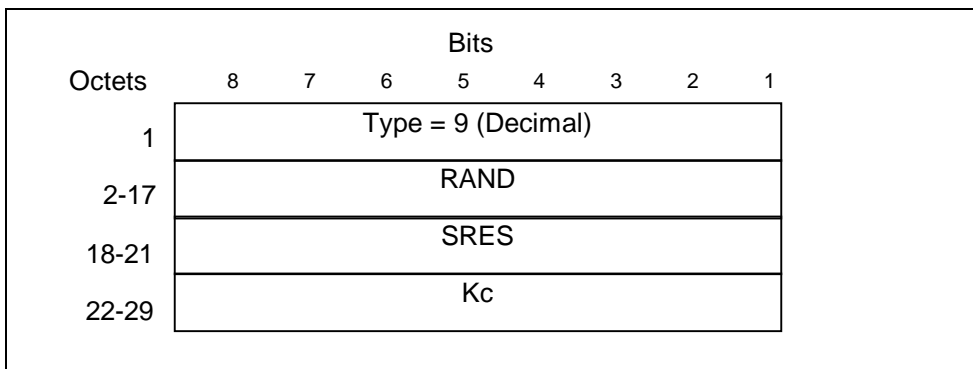 Bits
Octets 8 7 6 5 4 3 2 1
1 Type = 9 (Decimal)
2-17 RAND
18-21 SRES
22-29 Kc